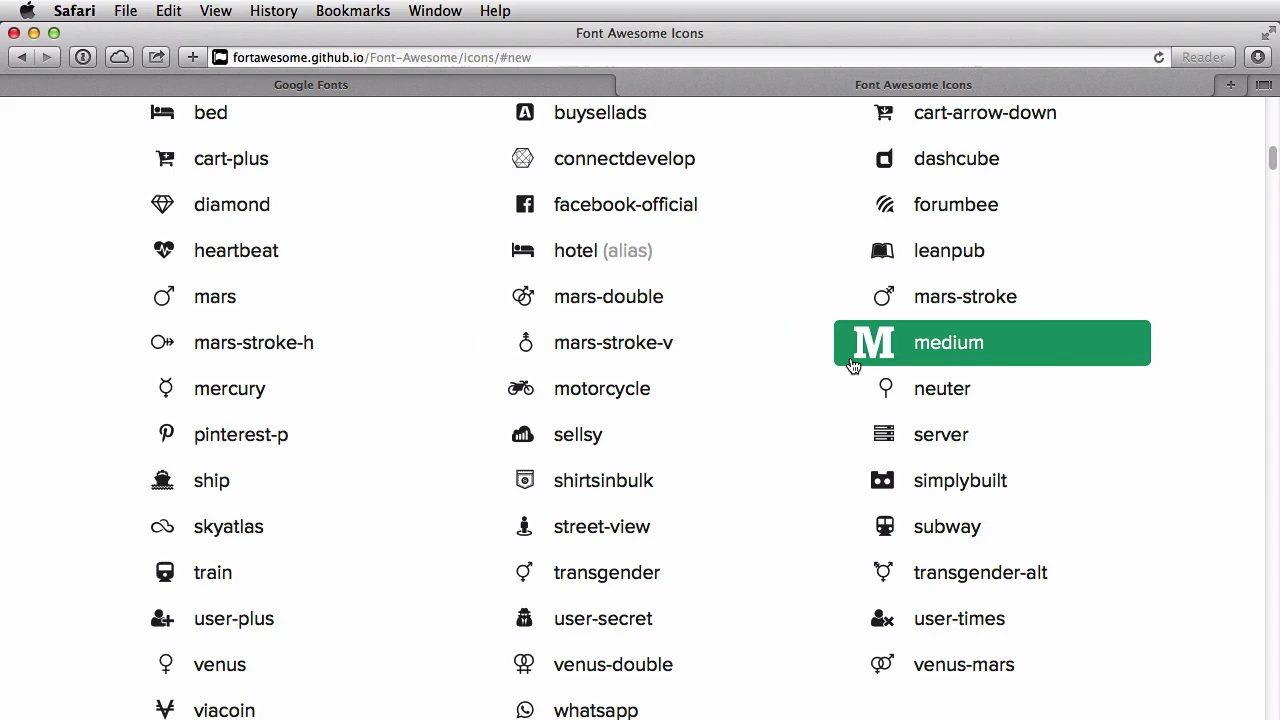 Safari File Edit View History Bookmarks Window Help
Font Awesome Icons
fortawesome.github.io/Font-Awesome/icons/#new
Reader
Google Fonts
Font Awesome Icons
bed buysellads cart-arrow-down
cart-plus connectdevelop dashcube
diamond facebook-official forumbee
heartbeat hotel (alias) leanpub
mars mars-double mars-stroke
mars-stroke-h mars-stroke-v medium
mercury motorcycle neuter
pinterest-p sellsy server
ship shirtsinbulk simplybuilt
skyatlas street-view subway
train transgender transgender-alt
user-plus user-secret user-times
venus venus-double venus-mars
viacoin whatsapp